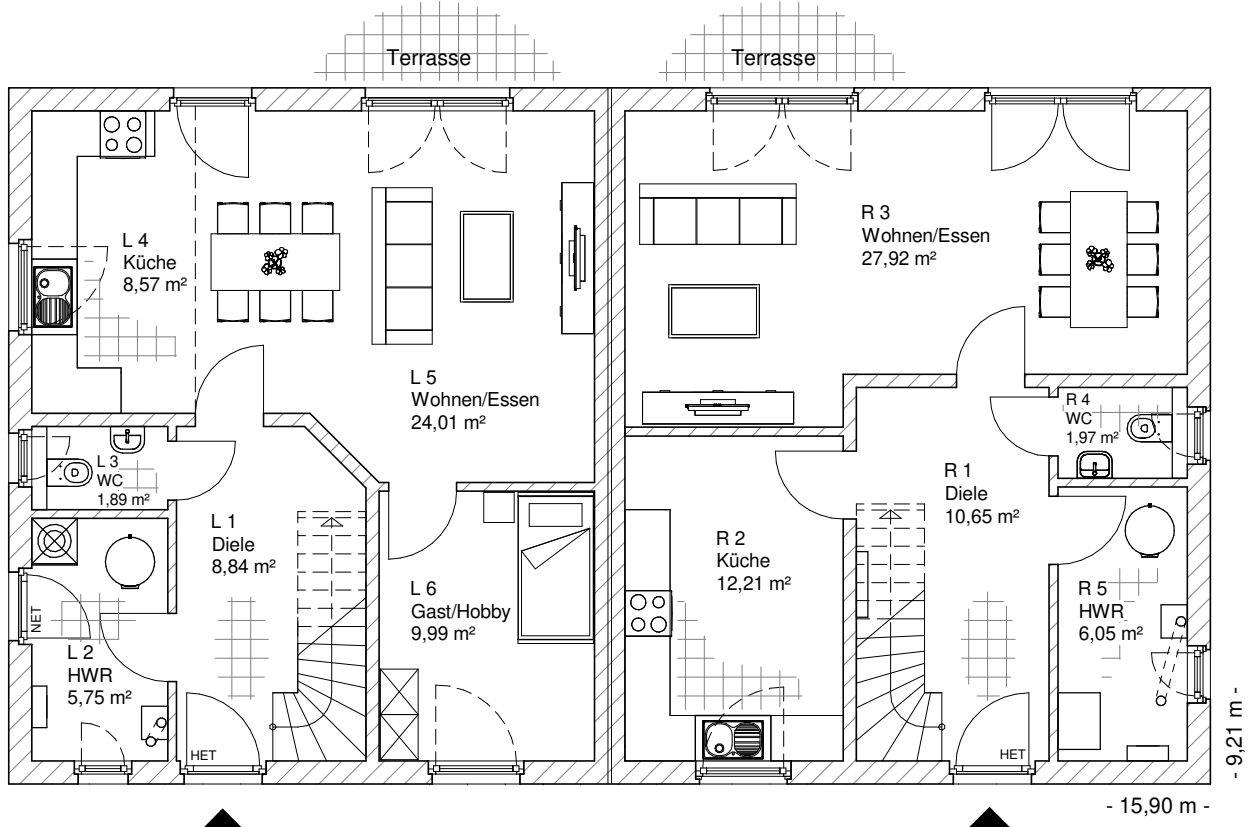 Terrasse
Terrasse
L 4
Küche
8,57 m²
L 5
Wohnen/Essen
24,01 m²
R 3
Wohnen/Essen
27,92 m²
R 4
WC
1,97 m²
L 3
WC
1,89 m²
L 1
Diele
8,84 m²
R 1
Diele
10,65 m²
R 2
Küche
12,21 m²
L 6
Gast/Hobby
9,99 m²
R 5
HWR
6,05 m²
NET
L 2
HWR
5,75 m²
HET
HET
- 9,21 m -
- 15,90 m -